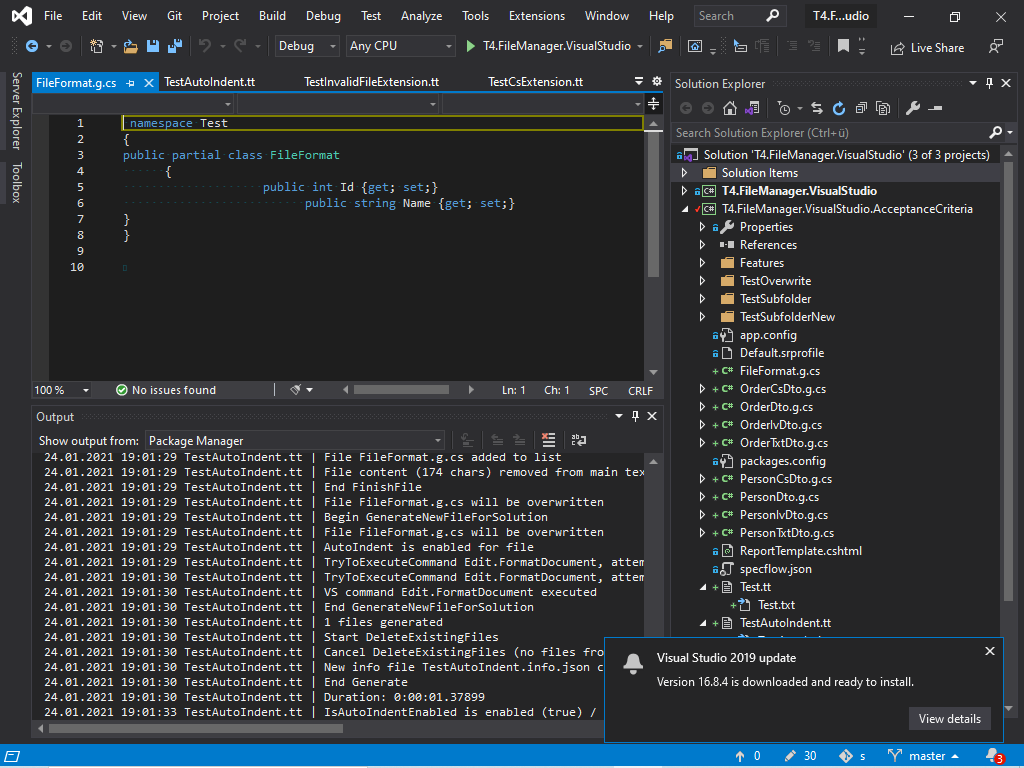 File Edit View Git Project Build Debug Test Analyze Tools Extensions Window Help Search T4.F...udio
Debug Any CPU T4.FileManager.VisualStudio Live Share
Server Explorer
Toolbox
FileFormat.g.cs TestAutoIndent.tt TestInvalidFileExtension.tt TestCsExtension.tt
1 namespace Test
2 {
3 public partial class FileFormat
4 {
5 public int Id {get; set;}
6 public string Name {get; set;}
7 }
8 }
9
10
100 % No issues found Ln: 1 Ch: 1 SPC CRLF
Output
Show output from: Package Manager
24.01.2021 19:01:29 TestAutoIndent.tt | File FileFormat.g.cs added to list
24.01.2021 19:01:29 TestAutoIndent.tt | File content (174 chars) removed from main tex
24.01.2021 19:01:29 TestAutoIndent.tt | End FinishFile
24.01.2021 19:01:29 TestAutoIndent.tt | File FileFormat.g.cs will be overwritten
24.01.2021 19:01:29 TestAutoIndent.tt | Begin GenerateNewFileForSolution
24.01.2021 19:01:29 TestAutoIndent.tt | File FileFormat.g.cs will be overwritten
24.01.2021 19:01:29 TestAutoIndent.tt | AutoIndent is enabled for file
24.01.2021 19:01:29 TestAutoIndent.tt | TryToExecuteCommand Edit.FormatDocument, attem
24.01.2021 19:01:30 TestAutoIndent.tt | TryToExecuteCommand Edit.FormatDocument, attem
24.01.2021 19:01:30 TestAutoIndent.tt | VS command Edit.FormatDocument executed
24.01.2021 19:01:30 TestAutoIndent.tt | End GenerateNewFileForSolution
24.01.2021 19:01:30 TestAutoIndent.tt | 1 files generated
24.01.2021 19:01:30 TestAutoIndent.tt | Start DeleteExistingFiles
24.01.2021 19:01:30 TestAutoIndent.tt | Cancel DeleteExistingFiles (no files fro
24.01.2021 19:01:30 TestAutoIndent.tt | New info file TestAutoIndent.info.json c
24.01.2021 19:01:30 TestAutoIndent.tt | End Generate
24.01.2021 19:01:30 TestAutoIndent.tt | Duration: 0:00:01.37899
24.01.2021 19:01:33 TestAutoIndent.tt | IsAutoIndentEnabled is enabled (true) /
Solution Explorer
Search Solution Explorer (Ctrl+ü)
Solution 'T4.FileManager.VisualStudio' (3 of 3 projects)
Solution Items
C# T4.FileManager.VisualStudio
C# T4.FileManager.VisualStudio.AcceptanceCriteria
Properties
References
Features
TestOverwrite
TestSubfolder
TestSubfolderNew
app.config
Default.srprofile
+ C# FileFormat.g.cs
+ C# OrderCsDto.g.cs
+ C# OrderDto.g.cs
+ C# OrderIvDto.g.cs
+ C# OrderTxtDto.g.cs
packages.config
+ C# PersonCsDto.g.cs
+ C# PersonDto.g.cs
+ C# PersonIvDto.g.cs
+ C# PersonTxtDto.g.cs
ReportTemplate.cshtml
specflow.json
+ Test.tt
+ Test.txt
+ TestAutoIndent.tt
Visual Studio 2019 update
Version 16.8.4 is downloaded and ready to install.
View details
0 30 s master 3